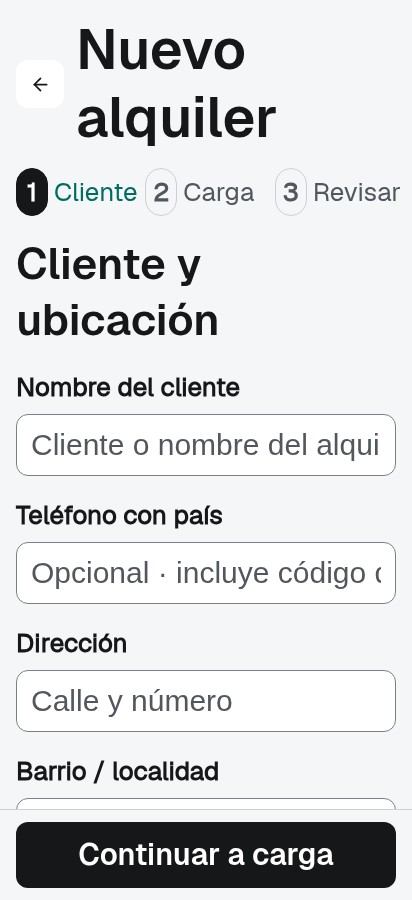 Nuevo
alquiler
1 Cliente 2 Carga 3 Revisar
Cliente y
ubicación
Nombre del cliente
Cliente o nombre del alqui
Teléfono con país
Opcional · incluye código
Dirección
Calle y número
Barrio / localidad
Continuar a carga